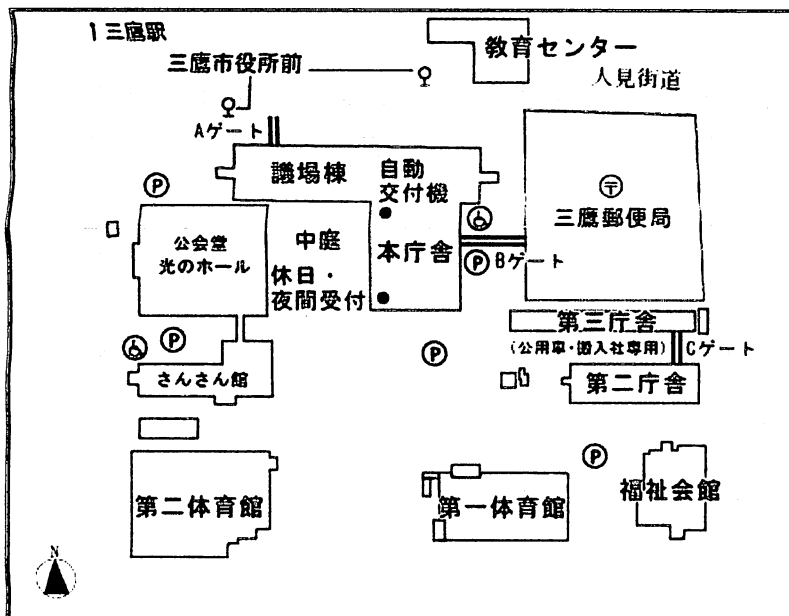 ↑三鷹駅
教育センター
三鷹市役所前
人見街道
Aゲート
議場棟
自動
交付機
〒
三鷹郵便局
P
公会堂
光のホール
中庭
本庁舎
P
Bゲート
休日・
夜間受付
第三庁舎
(公用車・搬入社専用)
Cゲート
P
P
さんさん館
第二庁舎
P
第二体育館
第一体育館
福祉会館
N